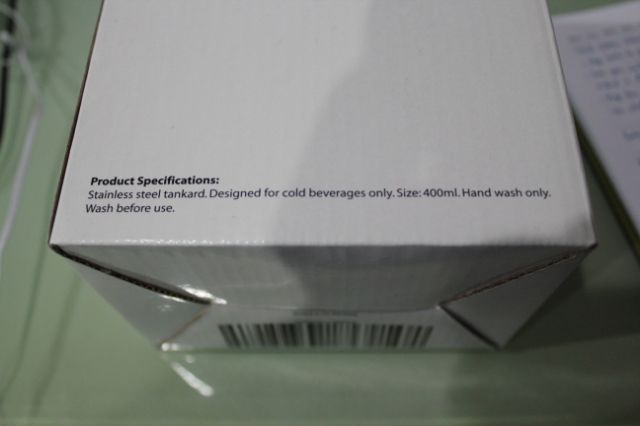 Product Specifications:
Stainless steel tankard. Designed for cold beverages only. Size: 400ml. Hand wash only.
Wash before use.